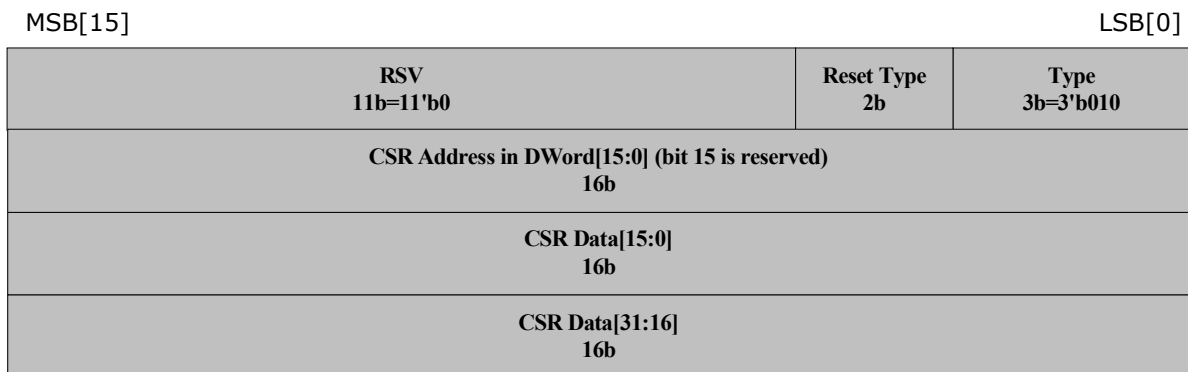 MSB[15] LSB[0]
RSV Reset Type Type
11b=11'b0 2b 3b=3'b010
CSR Address in DWord[15:0] (bit 15 is reserved)
16b
CSR Data[15:0]
16b
CSR Data[31:16]
16b